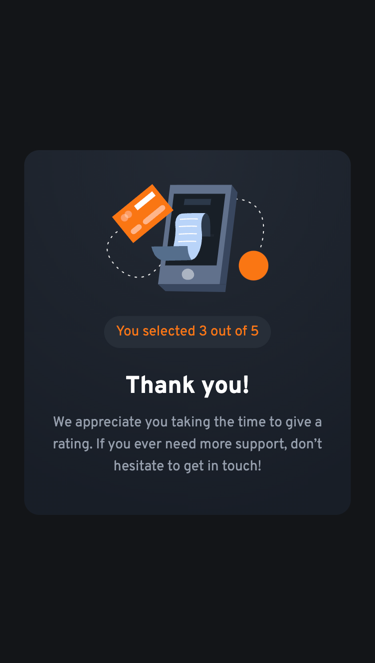 You selected 3 out of 5
Thank you!
We appreciate you taking the time to give a
rating. If you ever need more support, don’t
hesitate to get in touch!